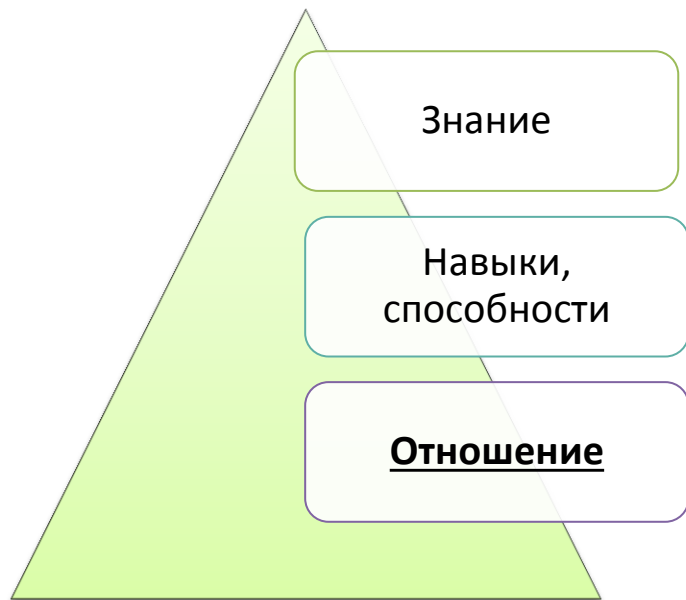 Знание
Навыки,
способности
Отношение